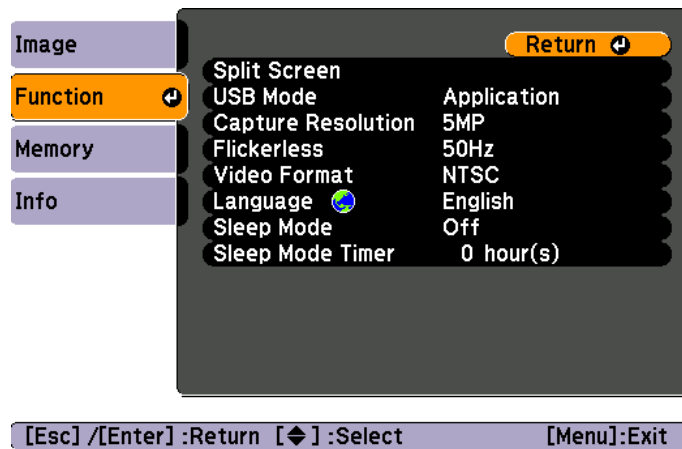 Image
Function
Memory
Info
Return
Split Screen
USB Mode Application
Capture Resolution 5MP
Flickerless 50Hz
Video Format NTSC
Language English
Sleep Mode Off
Sleep Mode Timer 0 hour(s)
[Esc] /[Enter] :Return [◆] :Select [Menu]:Exit